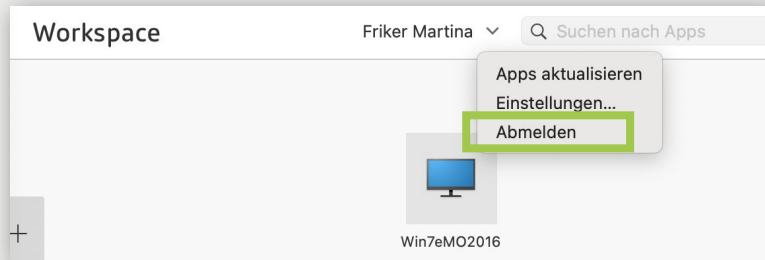 Workspace
Friker Martina
Suchen nach Apps
Apps aktualisieren
Einstellungen...
Abmelden
+
Win7eMO2016